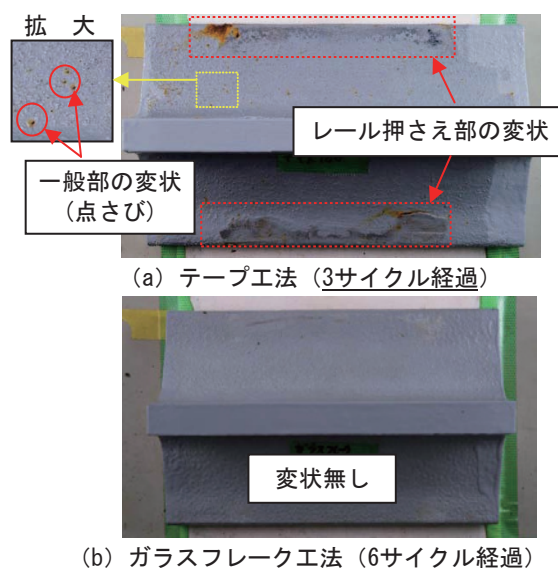 拡 大
レール押さえ部の変状
一般部の変状
(点さび)
(a) テープ工法（3サイクル経過）
変状無し
(b) ガラスフレーク工法（6サイクル経過）